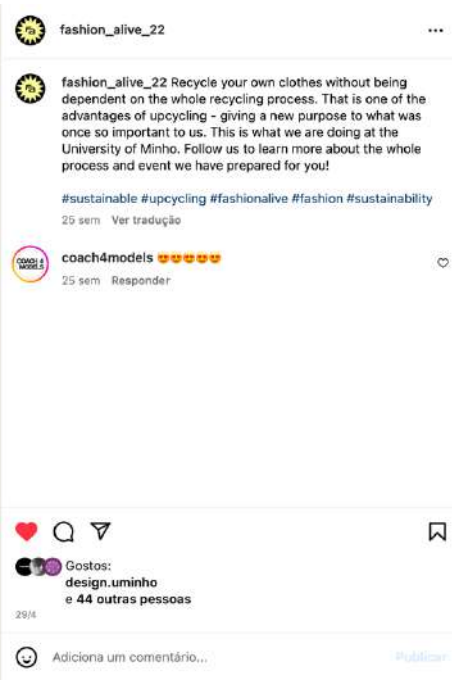 fashion_alive_22
fashion_alive_22 Recycle your own clothes without being
dependent on the whole recycling process. That is one of the
advantages of upcycling - giving a new purpose to what was
once so important to us. This is what we are doing at the
University of Minho. Follow us to learn more about the whole
process and event we have prepared for you!
#sustainable #upcycling #fashionalive #fashion #sustainability
25 sem Ver tradução
COACH 4
MODELS
coach4models 😍😍😍😍😍
25 sem Responder
Gostos:
design.uminho
e 44 outras pessoas
29/4
Adiciona um comentário... Publicar